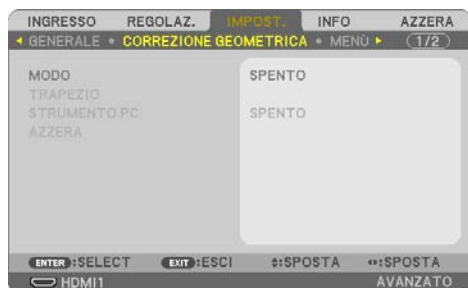 INGRESSO REGOLAZ. IMPOST. INFO AZZERA
GENERALE • CORREZIONE GEOMETRICA • MENÙ 1/2
MODO SPENTO
TRAPEZIO
STRUMENTO PC SPENTO
AZZERA
ENTER :SELECT EXIT :ESCI :SPOSTA :SPOSTA
HDMI1 AVANZATO